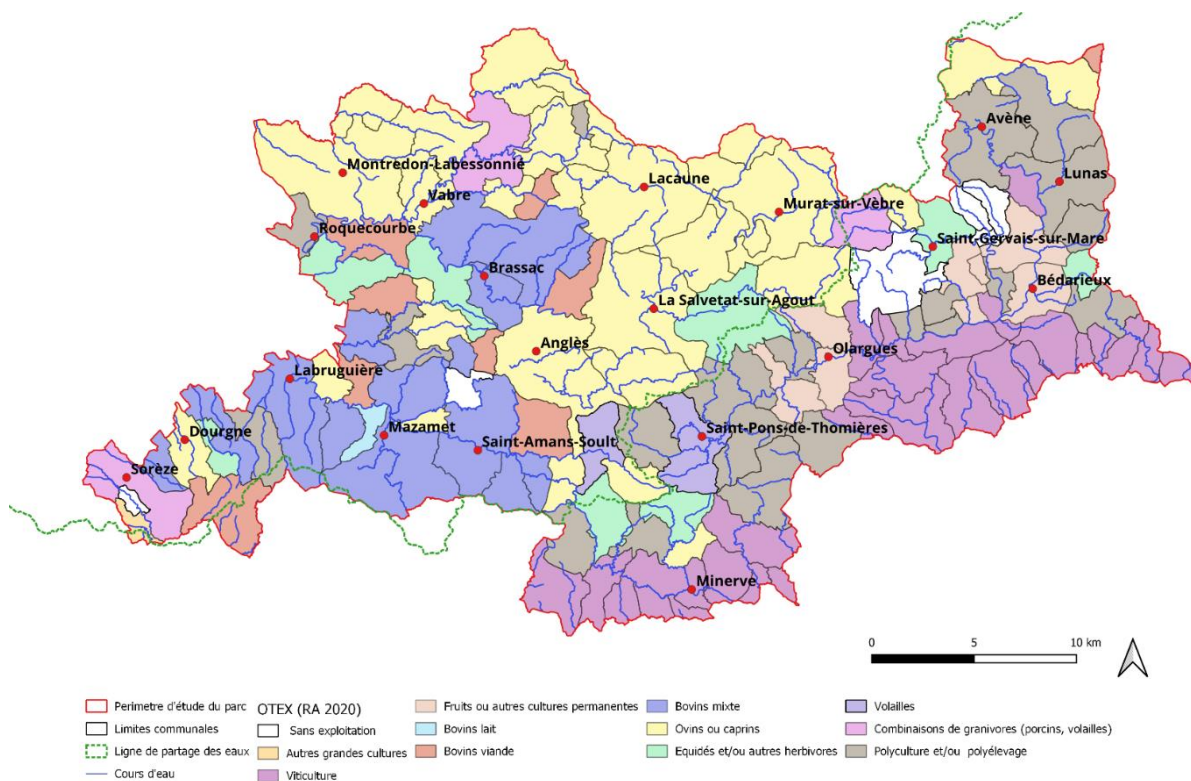 Avène
Montredon-Labessonnié
Lacaune
Lunas
Vabre
Murat-sur-Vèbre
Roquecourbe
Saint-Gervais-sur-Mare
Brassac
Bédarieux
La Salvetat-sur-Agout
Anglès
Olargues
Labruguière
Dourgne
Mazamet
Saint-Amans-Soult
Saint-Pons-de-Thomières
Sorèze
Minerve
0 5 10 km
Perimetre d'étude du parc
Limites communales
Ligne de partage des eaux
Cours d'eau
OTEX (RA 2020)
Sans exploitation
Autres grandes cultures
Viticulture
Fruits ou autres cultures permanentes
Bovins lait
Bovins viande
Bovins mixte
Ovins ou caprins
Equidés et/ou autres herbivores
Volailles
Combinaisons de granivores (porcins, volailles)
Polyculture et/ou polyélevage